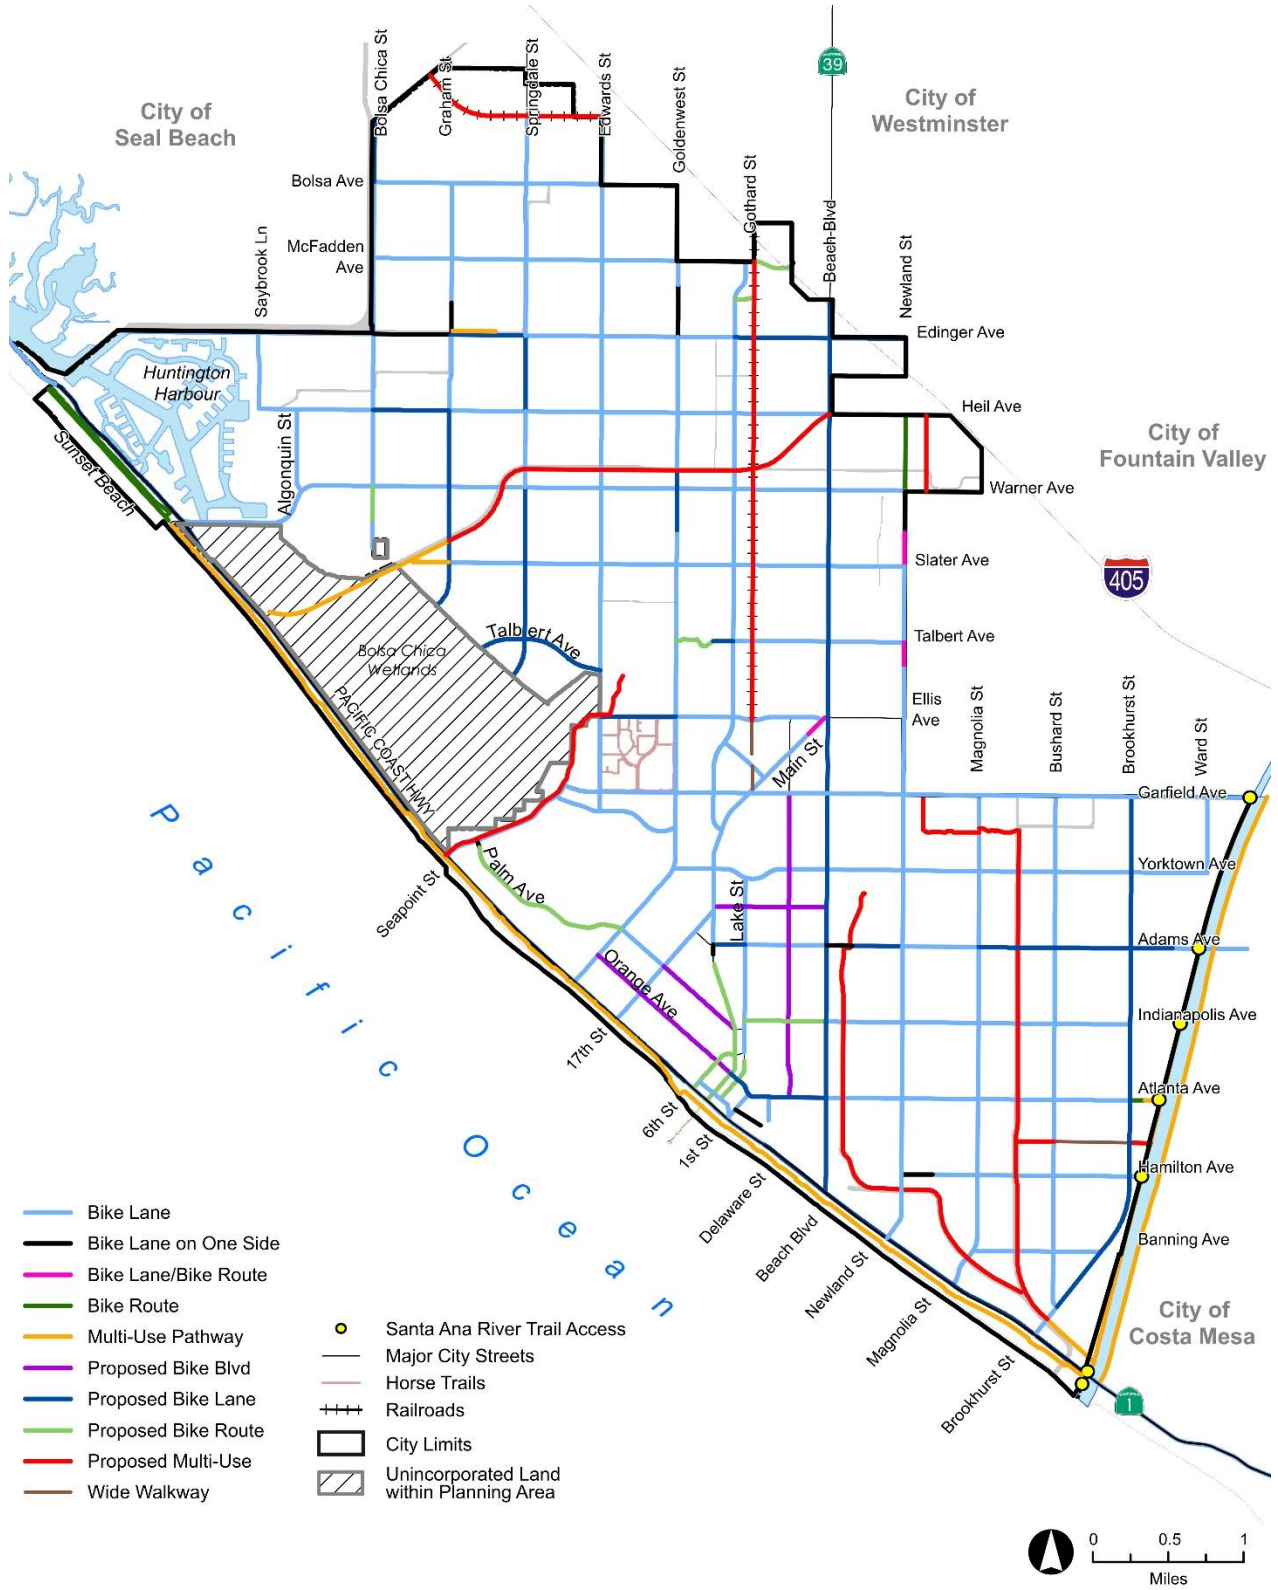 Bolsa Chica St
Graham St
Springdale St
Edwards St
Goldenwest St
Gothard St
39
Beach Blvd
Newland St
City of
Seal Beach
City of
Westminster
Bolsa Ave
McFadden
Ave
Saybrook Ln
Edinger Ave
Huntington
Harbour
Heil Ave
Algonquin St
Sunset Beach
City of
Fountain Valley
Warner Ave
Slater Ave
405
Talbert Ave
Talbert Ave
Bolsa Chica
Wetlands
PACIFIC COAST HWY
Ellis
Ave
Magnolia St
Bushard St
Brookhurst St
Ward St
Main St
Garfield Ave
Yorktown Ave
Seapoint St
Palm Ave
Lake St
Adams Ave
Orange Ave
Indianapolis Ave
17th St
Atlanta Ave
6th St
1st St
Hamilton Ave
Delaware St
Beach Blvd
Banning Ave
Newland St
Magnolia St
Brookhurst St
City of
Costa Mesa
1
Pacific Ocean
Bike Lane
Bike Lane on One Side
Bike Lane/Bike Route
Bike Route
Multi-Use Pathway
Proposed Bike Blvd
Proposed Bike Lane
Proposed Bike Route
Proposed Multi-Use
Wide Walkway
Santa Ana River Trail Access
Major City Streets
Horse Trails
Railroads
City Limits
Unincorporated Land
within Planning Area
0 0.5 1
Miles